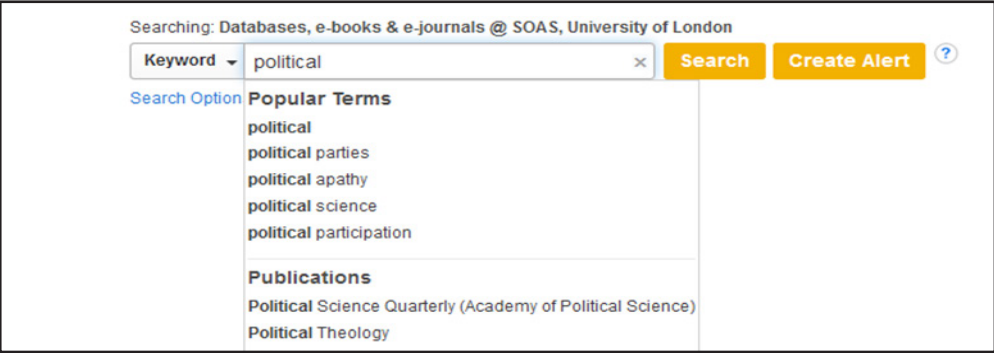 Searching: Databases, e-books & e-journals @ SOAS, University of London
Keyword political × Search Create Alert ?
Search Option
Popular Terms
political
political parties
political apathy
political science
political participation
Publications
Political Science Quarterly (Academy of Political Science)
Political Theology